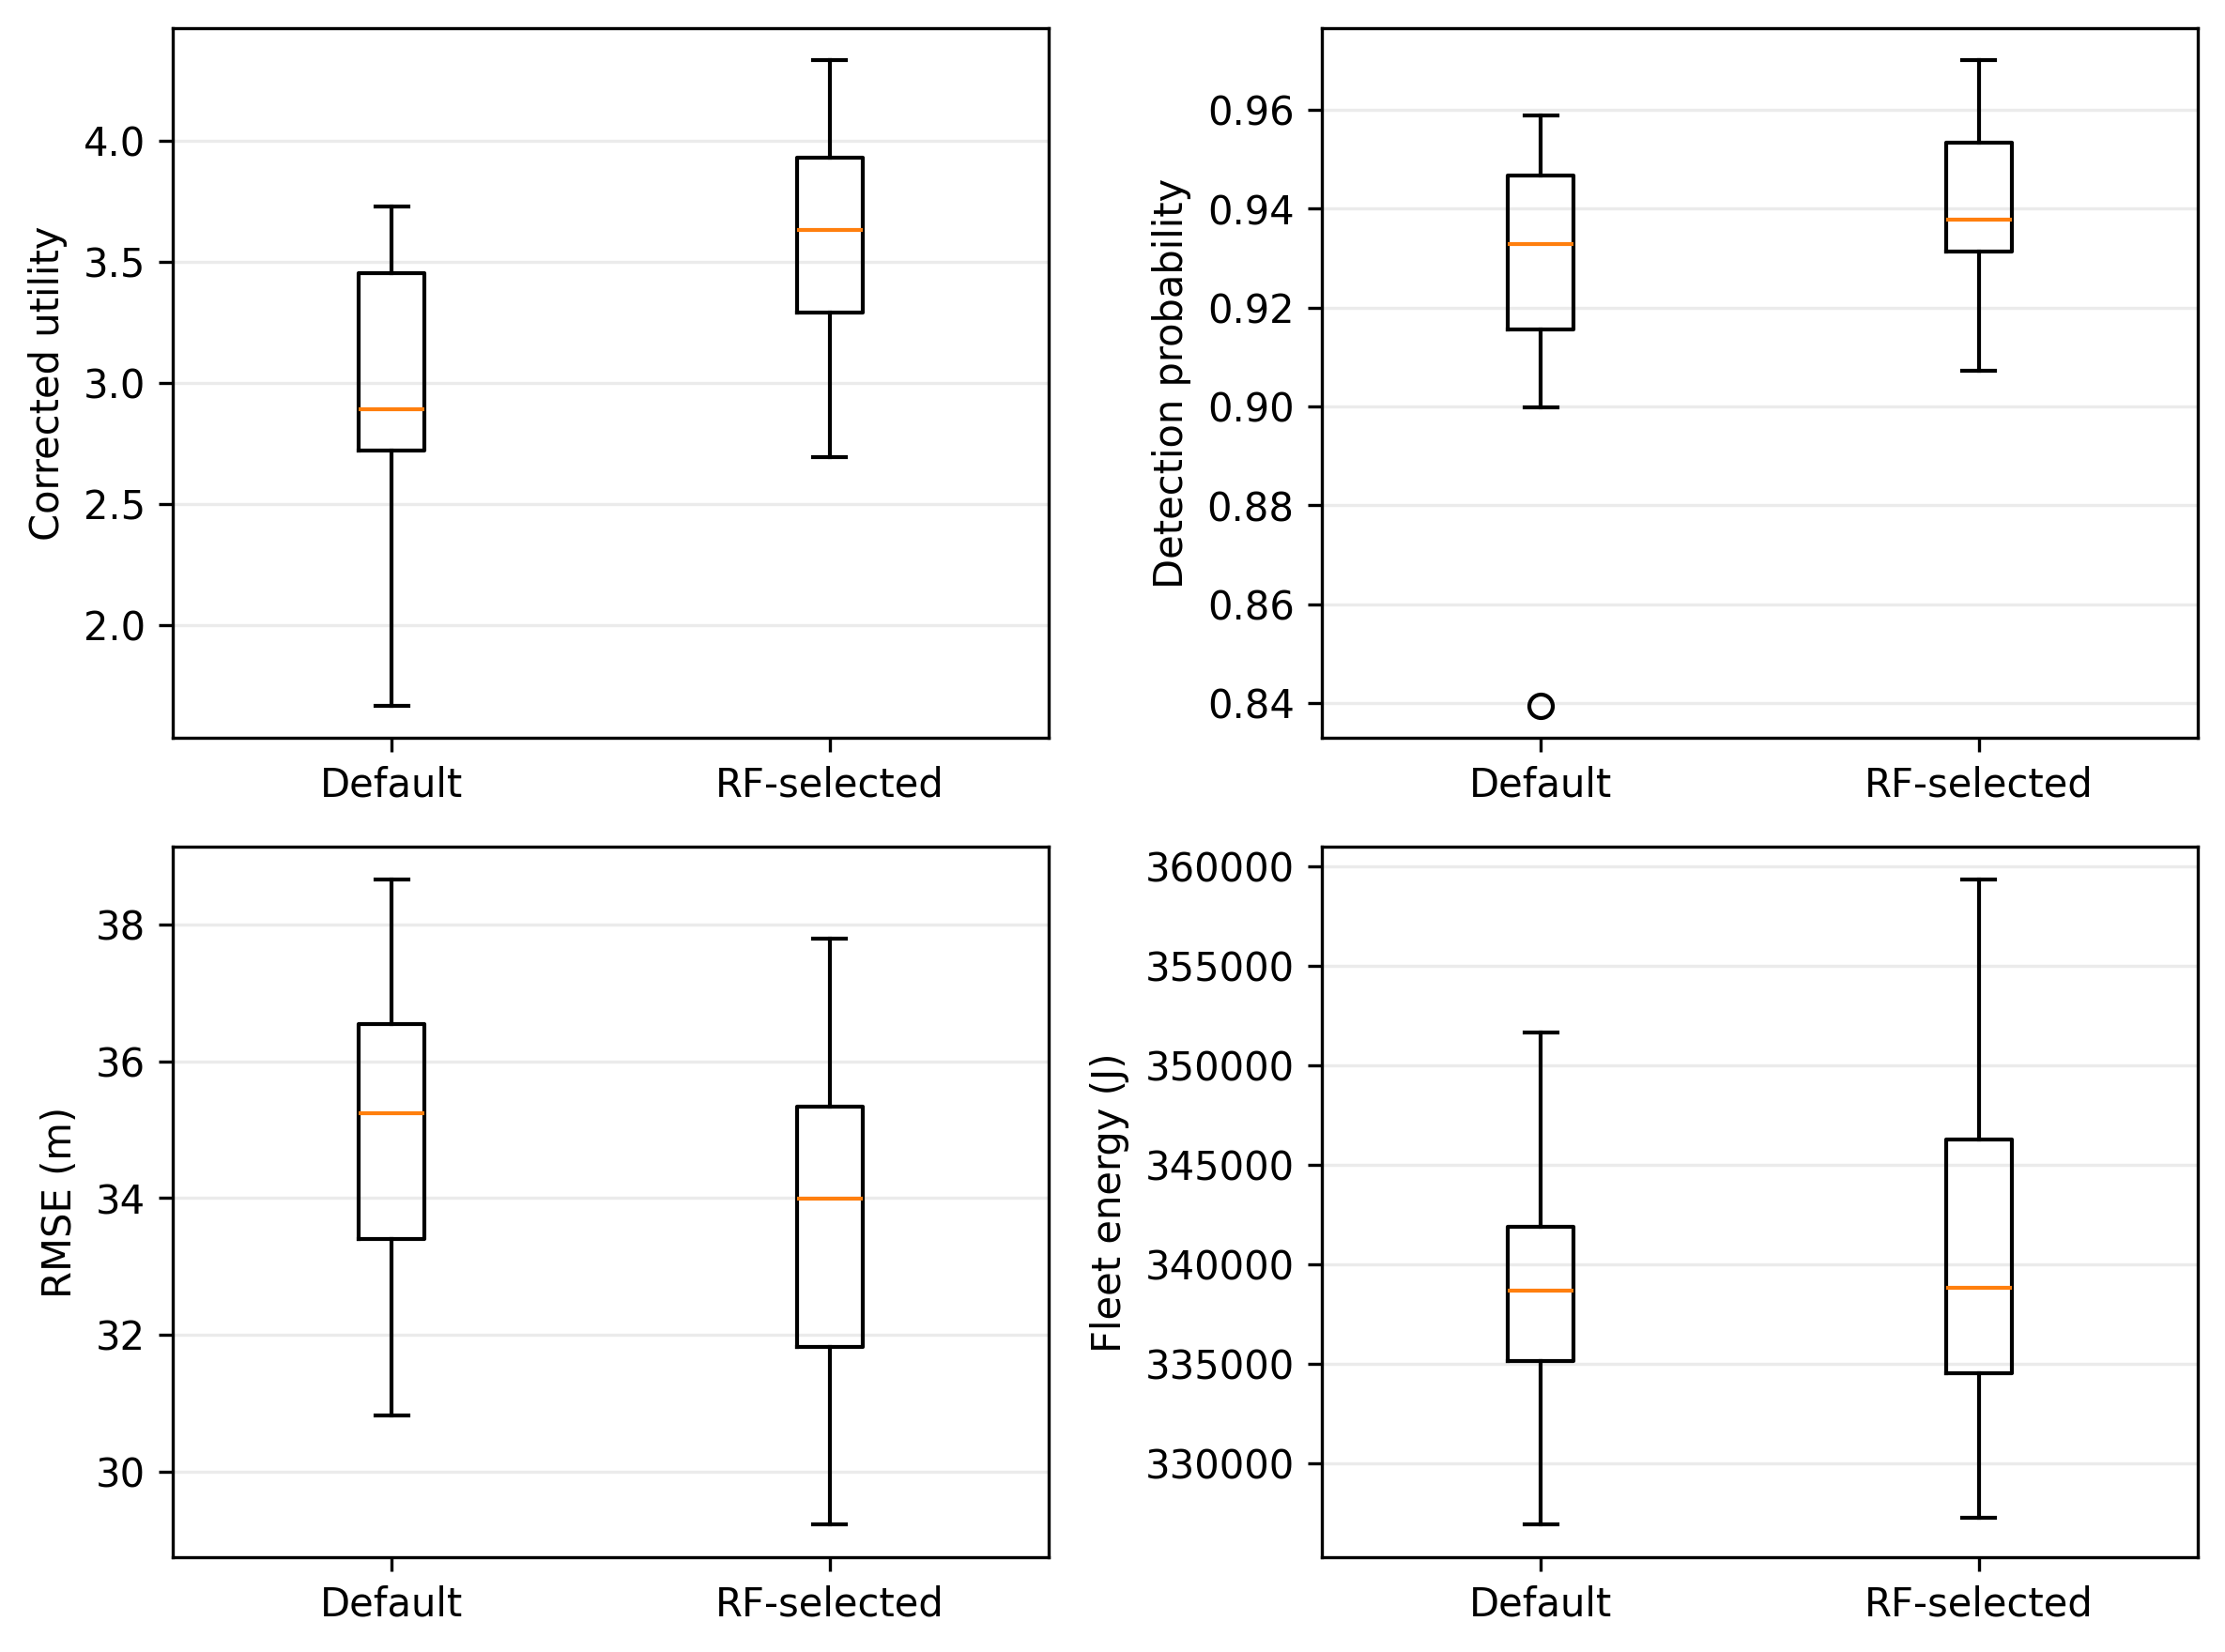 Corrected utility
4.0
3.5
3.0
2.5
2.0
Default
RF-selected
Detection probability
0.96
0.94
0.92
0.90
0.88
0.86
0.84
Default
RF-selected
RMSE (m)
38
36
34
32
30
Default
RF-selected
Fleet energy (J)
360000
355000
350000
345000
340000
335000
330000
Default
RF-selected